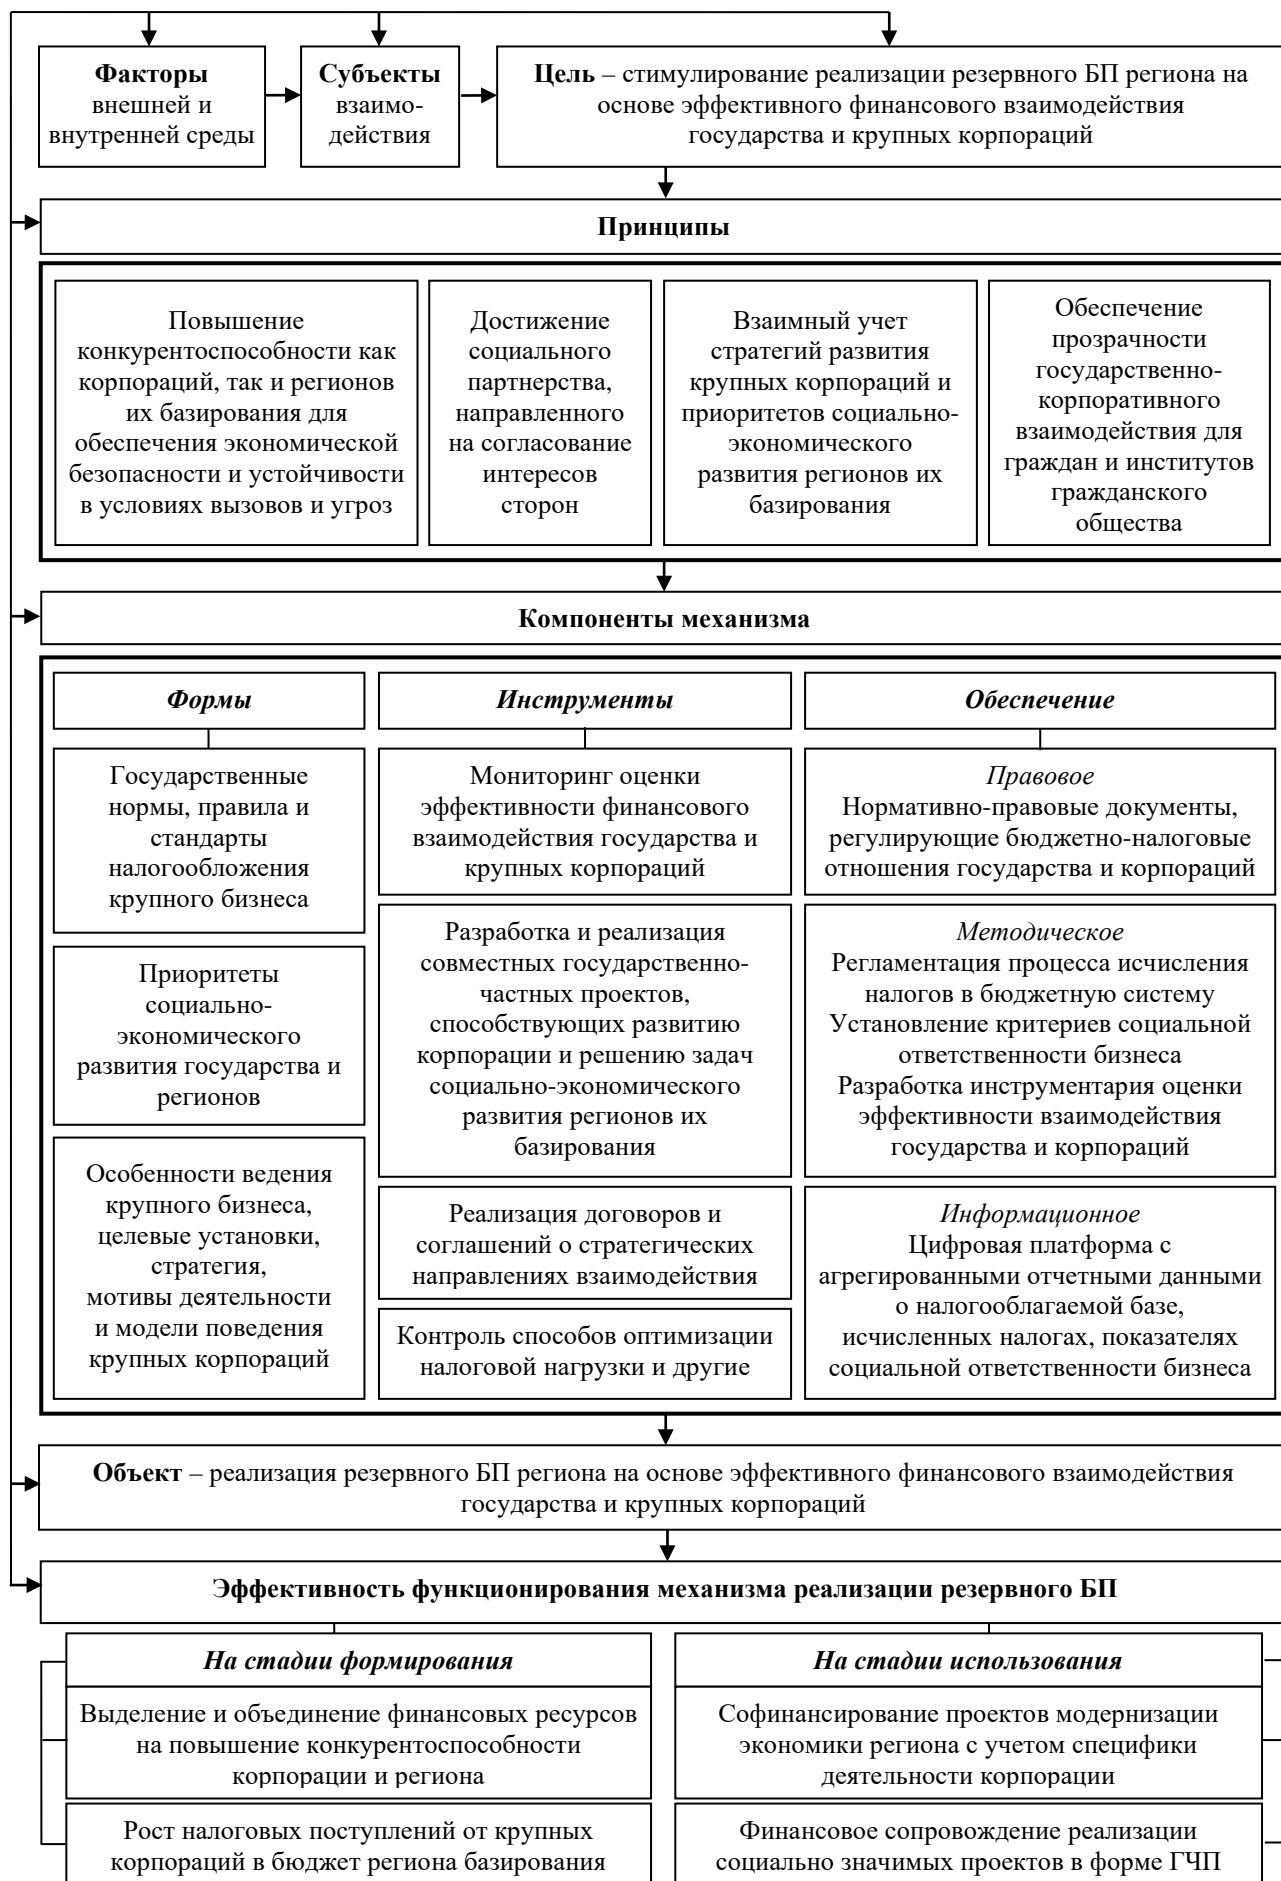 Факторы
внешней и
внутренней среды
Субъекты
взаимо-
действия
Цель – стимулирование реализации резервного БП региона на
основе эффективного финансового взаимодействия
государства и крупных корпораций
Принципы
Повышение
конкурентоспособности как
корпораций, так и регионов
их базирования для
обеспечения экономической
безопасности и устойчивости
в условиях вызовов и угроз
Достижение
социального
партнерства,
направленного
на согласование
интересов
сторон
Взаимный учет
стратегий развития
крупных корпораций и
приоритетов социально-
экономического
развития регионов их
базирования
Обеспечение
прозрачности
государственно-
корпоративного
взаимодействия для
граждан и институтов
гражданского
общества
Компоненты механизма
Формы
Государственные
нормы, правила и
стандарты
налогообложения
крупного бизнеса
Приоритеты
социально-
экономического
развития государства и
регионов
Особенности ведения
крупного бизнеса,
целевые установки,
стратегия,
мотивы деятельности
и модели поведения
крупных корпораций
Инструменты
Мониторинг оценки
эффективности финансового
взаимодействия государства и
крупных корпораций
Разработка и реализация
совместных государственно-
частных проектов,
способствующих развитию
корпорации и решению задач
социально-экономического
развития регионов их
базирования
Реализация договоров и
соглашений о стратегических
направлениях взаимодействия
Контроль способов оптимизации
налоговой нагрузки и другие
Обеспечение
Правовое
Нормативно-правовые документы,
регулирующие бюджетно-налоговые
отношения государства и корпораций
Методическое
Регламентация процесса исчисления
налогов в бюджетную систему
Установление критериев социальной
ответственности бизнеса
Разработка инструментария оценки
эффективности взаимодействия
государства и корпораций
Информационное
Цифровая платформа с
агрегированными отчетными данными
о налогооблагаемой базе,
исчисленных налогах, показателях
социальной ответственности бизнеса
Объект – реализация резервного БП региона на основе эффективного финансового взаимодействия
государства и крупных корпораций
Эффективность функционирования механизма реализации резервного БП
На стадии формирования
Выделение и объединение финансовых ресурсов
на повышение конкурентоспособности
корпорации и региона
Рост налоговых поступлений от крупных
корпораций в бюджет региона базирования
На стадии использования
Софинансирование проектов модернизации
экономики региона с учетом специфики
деятельности корпорации
Финансовое сопровождение реализации
социально значимых проектов в форме ГЧП